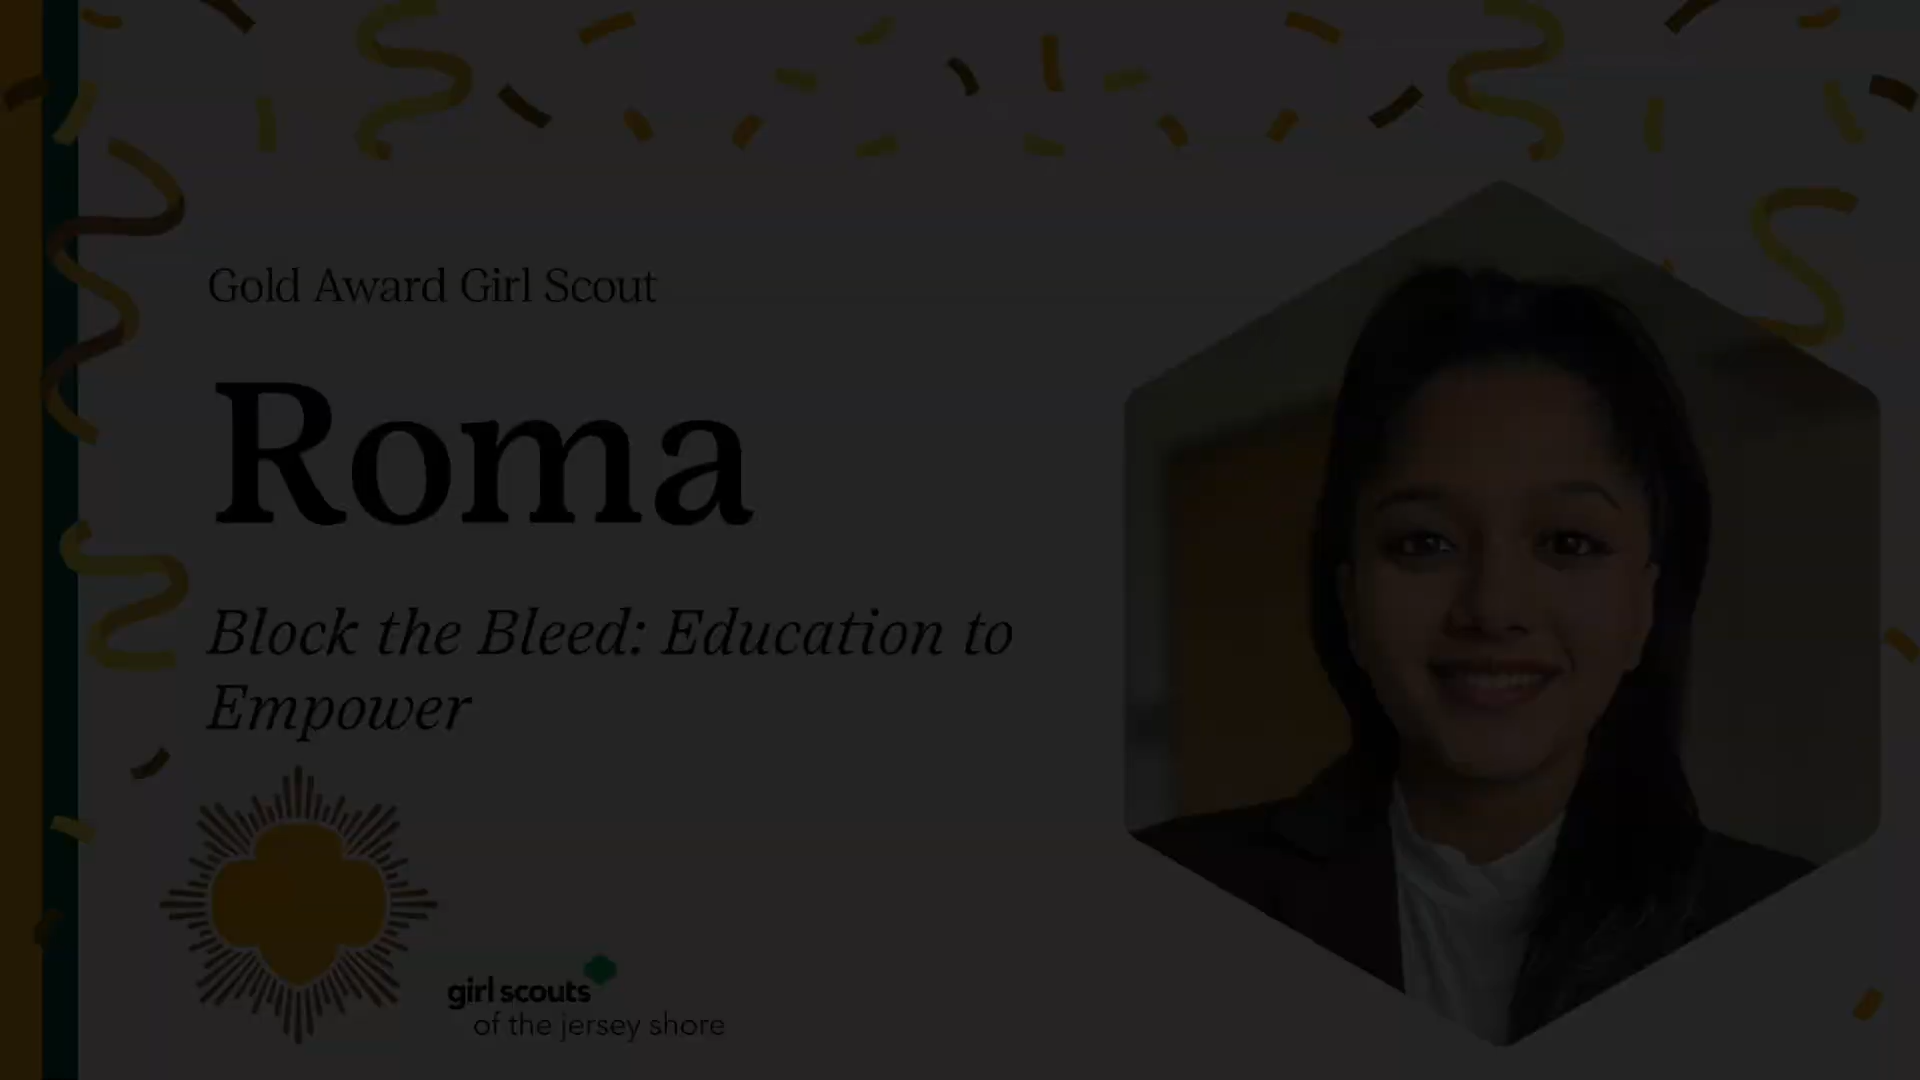 Gold Award Girl Scout
Roma
Block the Bleed: Education to
Empower
girl scouts
of the jersey shore